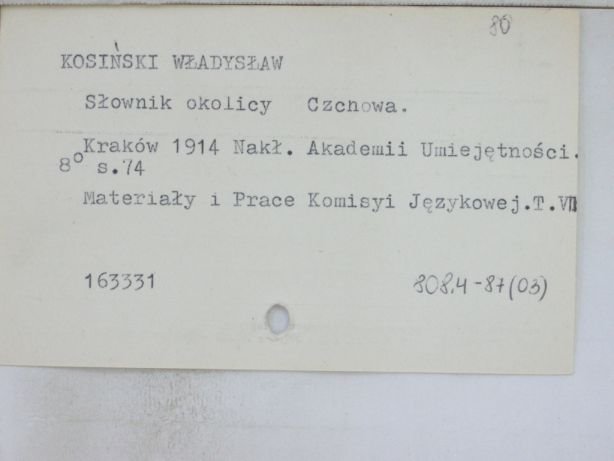 80
KOSIŃSKI WŁADYSŁAW
Słownik okolicy Czchowa.
Kraków 1914 Nakł. Akademii Umiejętności.
8° s.74
Materiały i Prace Komisyi Językowej.T.VII
163331 808.4-87(03)